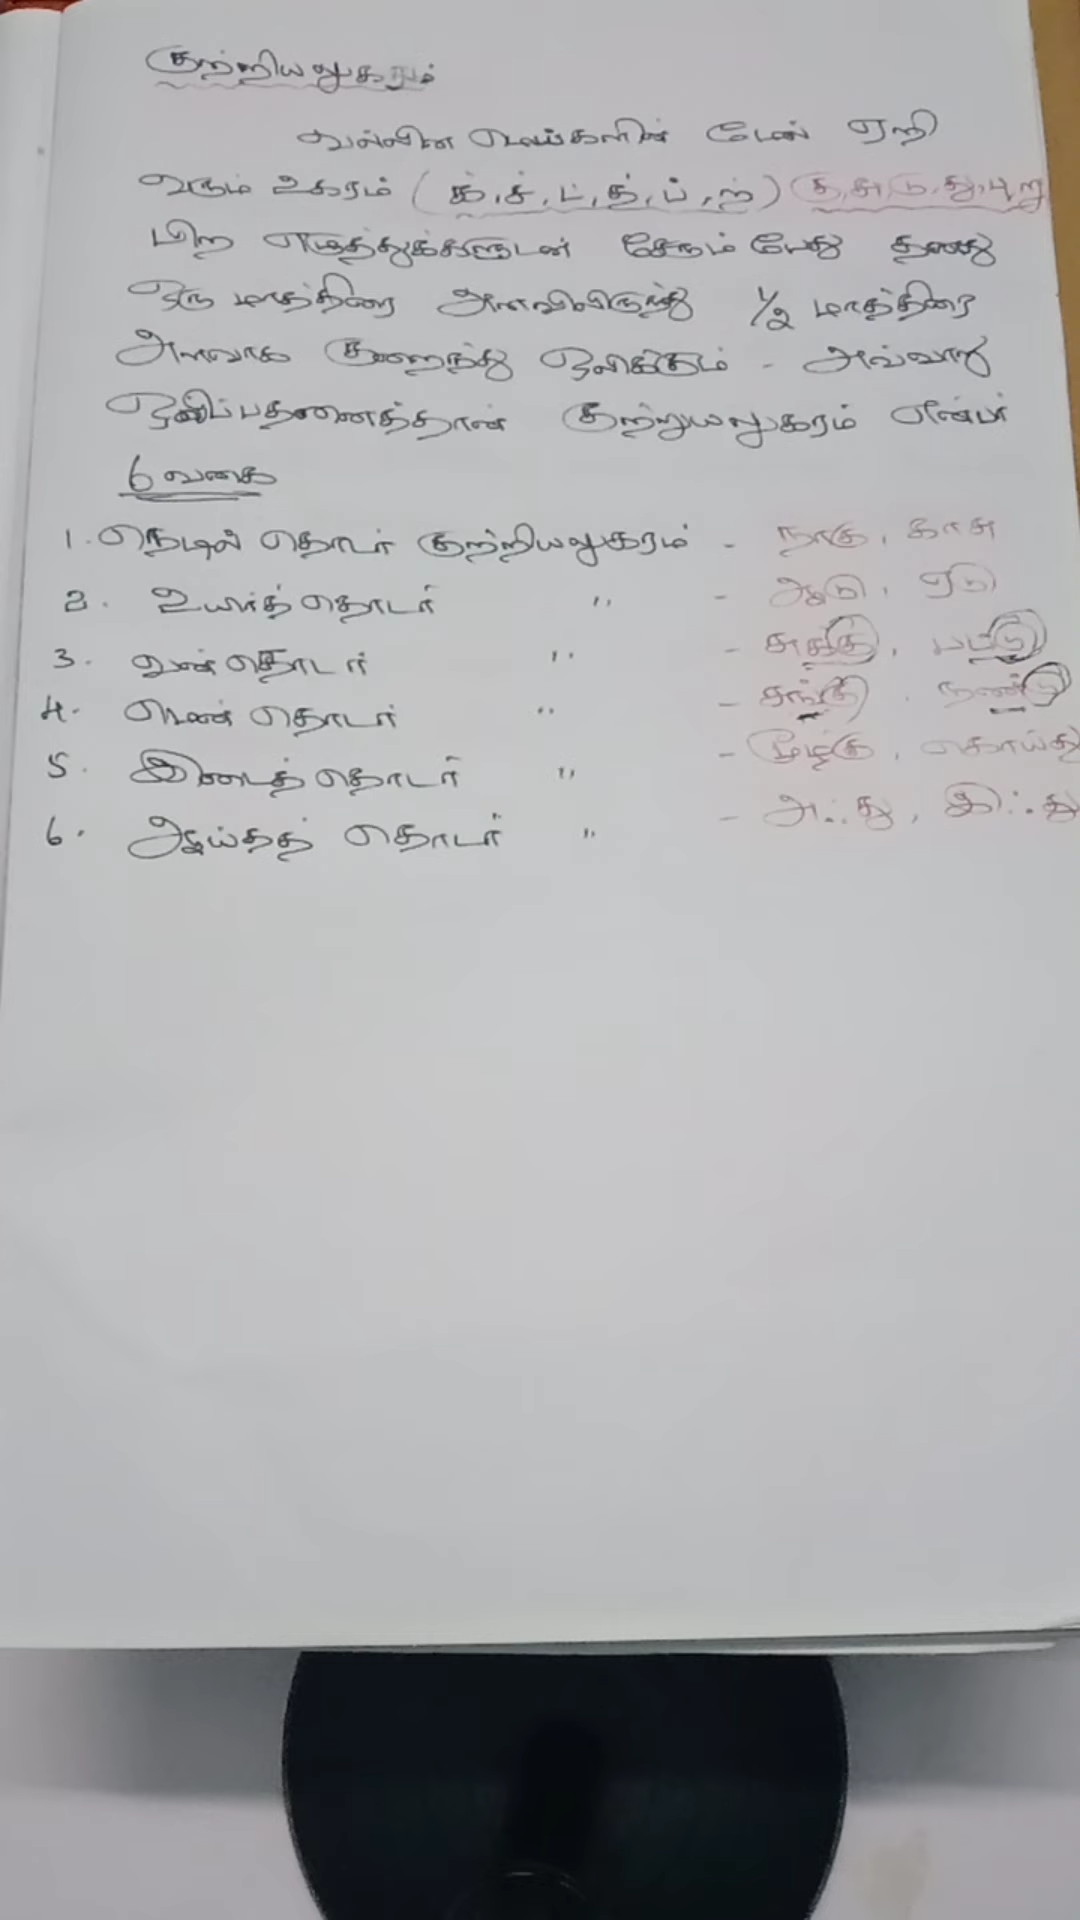 குற்றியலுகரம்
வல்லின மெய்களின் மேல் ஏறி
வரும் உகரம் (க்,ச்,ட்,த்,ப்,ற்) கு,சு,டு,து,பு,று
பிற எழுத்துக்களுடன் சேரும் போது தனது
ஒரு மாத்திரை அளவிலிருந்து 1/2 மாத்திரை
அளவாக குறைந்து ஒலிக்கும் - அவ்வாறு
ஒலிப்பதனைத்தான் குற்றுயலுகரம் என்பர்
6 வகை
1. நெடில் தொடர் குற்றியலுகரம் - நாகு, காசு
2. உயிர்த் தொடர் " - ஆடு, ஏடு
3. வன்தொடர் " - சுக்கு, பட்டு
4. மென் தொடர் " - சங்கு, நண்டு
5. இடைத் தொடர் " - மூழ்கு, கொய்து
6. ஆய்தத் தொடர் " - அஃது, இஃது